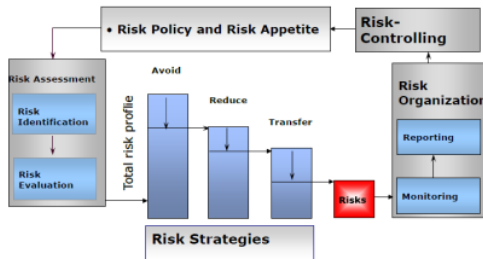 • Risk Policy and Risk Appetite
Risk-
Controlling
Risk Assessment
Risk
Identification
Risk
Evaluation
Total risk profile
Avoid
Reduce
Transfer
Risks
Risk
Organization
Reporting
Monitoring
Risk Strategies